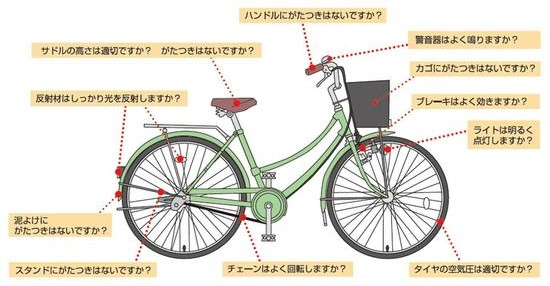 ハンドルにがたつきはないですか?
警音器はよく鳴りますか?
サドルの高さは適切ですか? がたつきはないですか?
カゴにがたつきはないですか?
反射材はしっかり光を反射しますか?
ブレーキはよく効きますか?
ライトは明るく
点灯しますか?
泥よけに
がたつきはないですか?
スタンドにがたつきはないですか?
チェーンはよく回転しますか?
タイヤの空気圧は適切ですか?